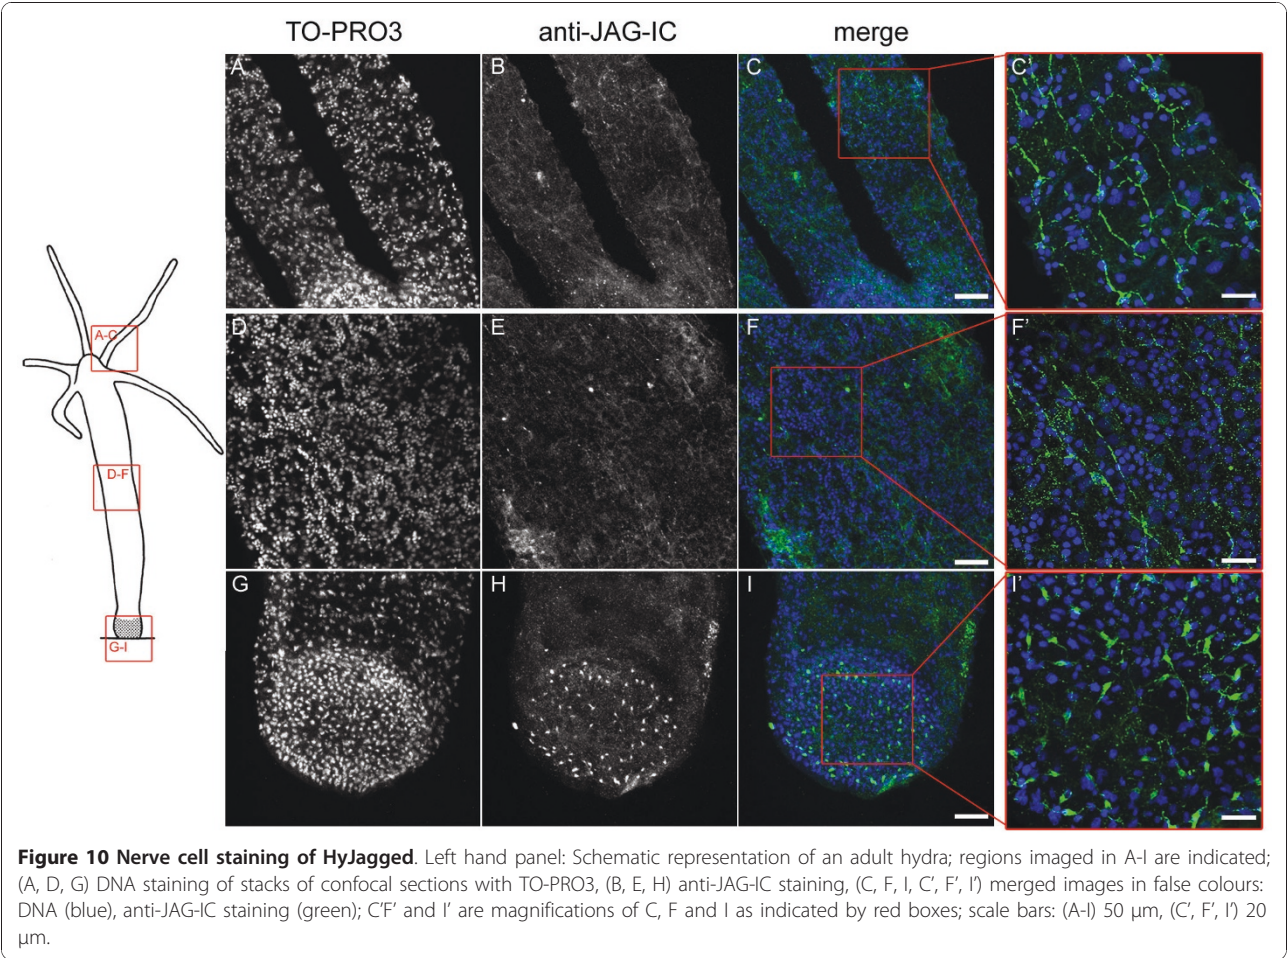 TO-PRO3 anti-JAG-IC merge
A B C C’
A-C
D E F F’
D-F
G H I I’
G-I
Figure 10 Nerve cell staining of HyJagged. Left hand panel: Schematic representation of an adult hydra; regions imaged in A-I are indicated;
(A, D, G) DNA staining of stacks of confocal sections with TO-PRO3, (B, E, H) anti-JAG-IC staining, (C, F, I, C’, F’, I’) merged images in false colours:
DNA (blue), anti-JAG-IC staining (green); C’F’ and I’ are magnifications of C, F and I as indicated by red boxes; scale bars: (A-I) 50 μm, (C’, F’, I’) 20
μm.